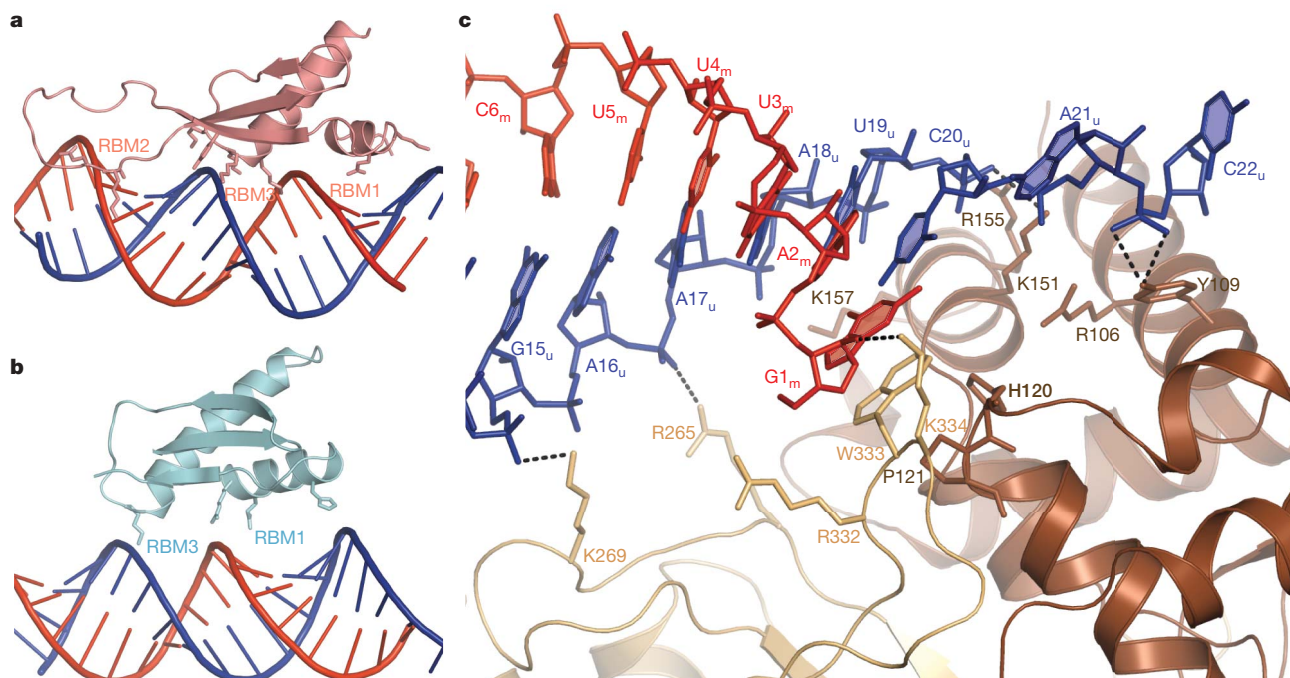 a
RBM2
RBM3
RBM1
b
RBM3
RBM1
c
C6m
U5m
U4m
U3m
A18u
U19u
C20u
A21u
C22u
R155
A2m
K151
Y109
A17u
K157
R106
G15u
A16u
G1m
H120
R265
K334
W333
P121
R332
K269